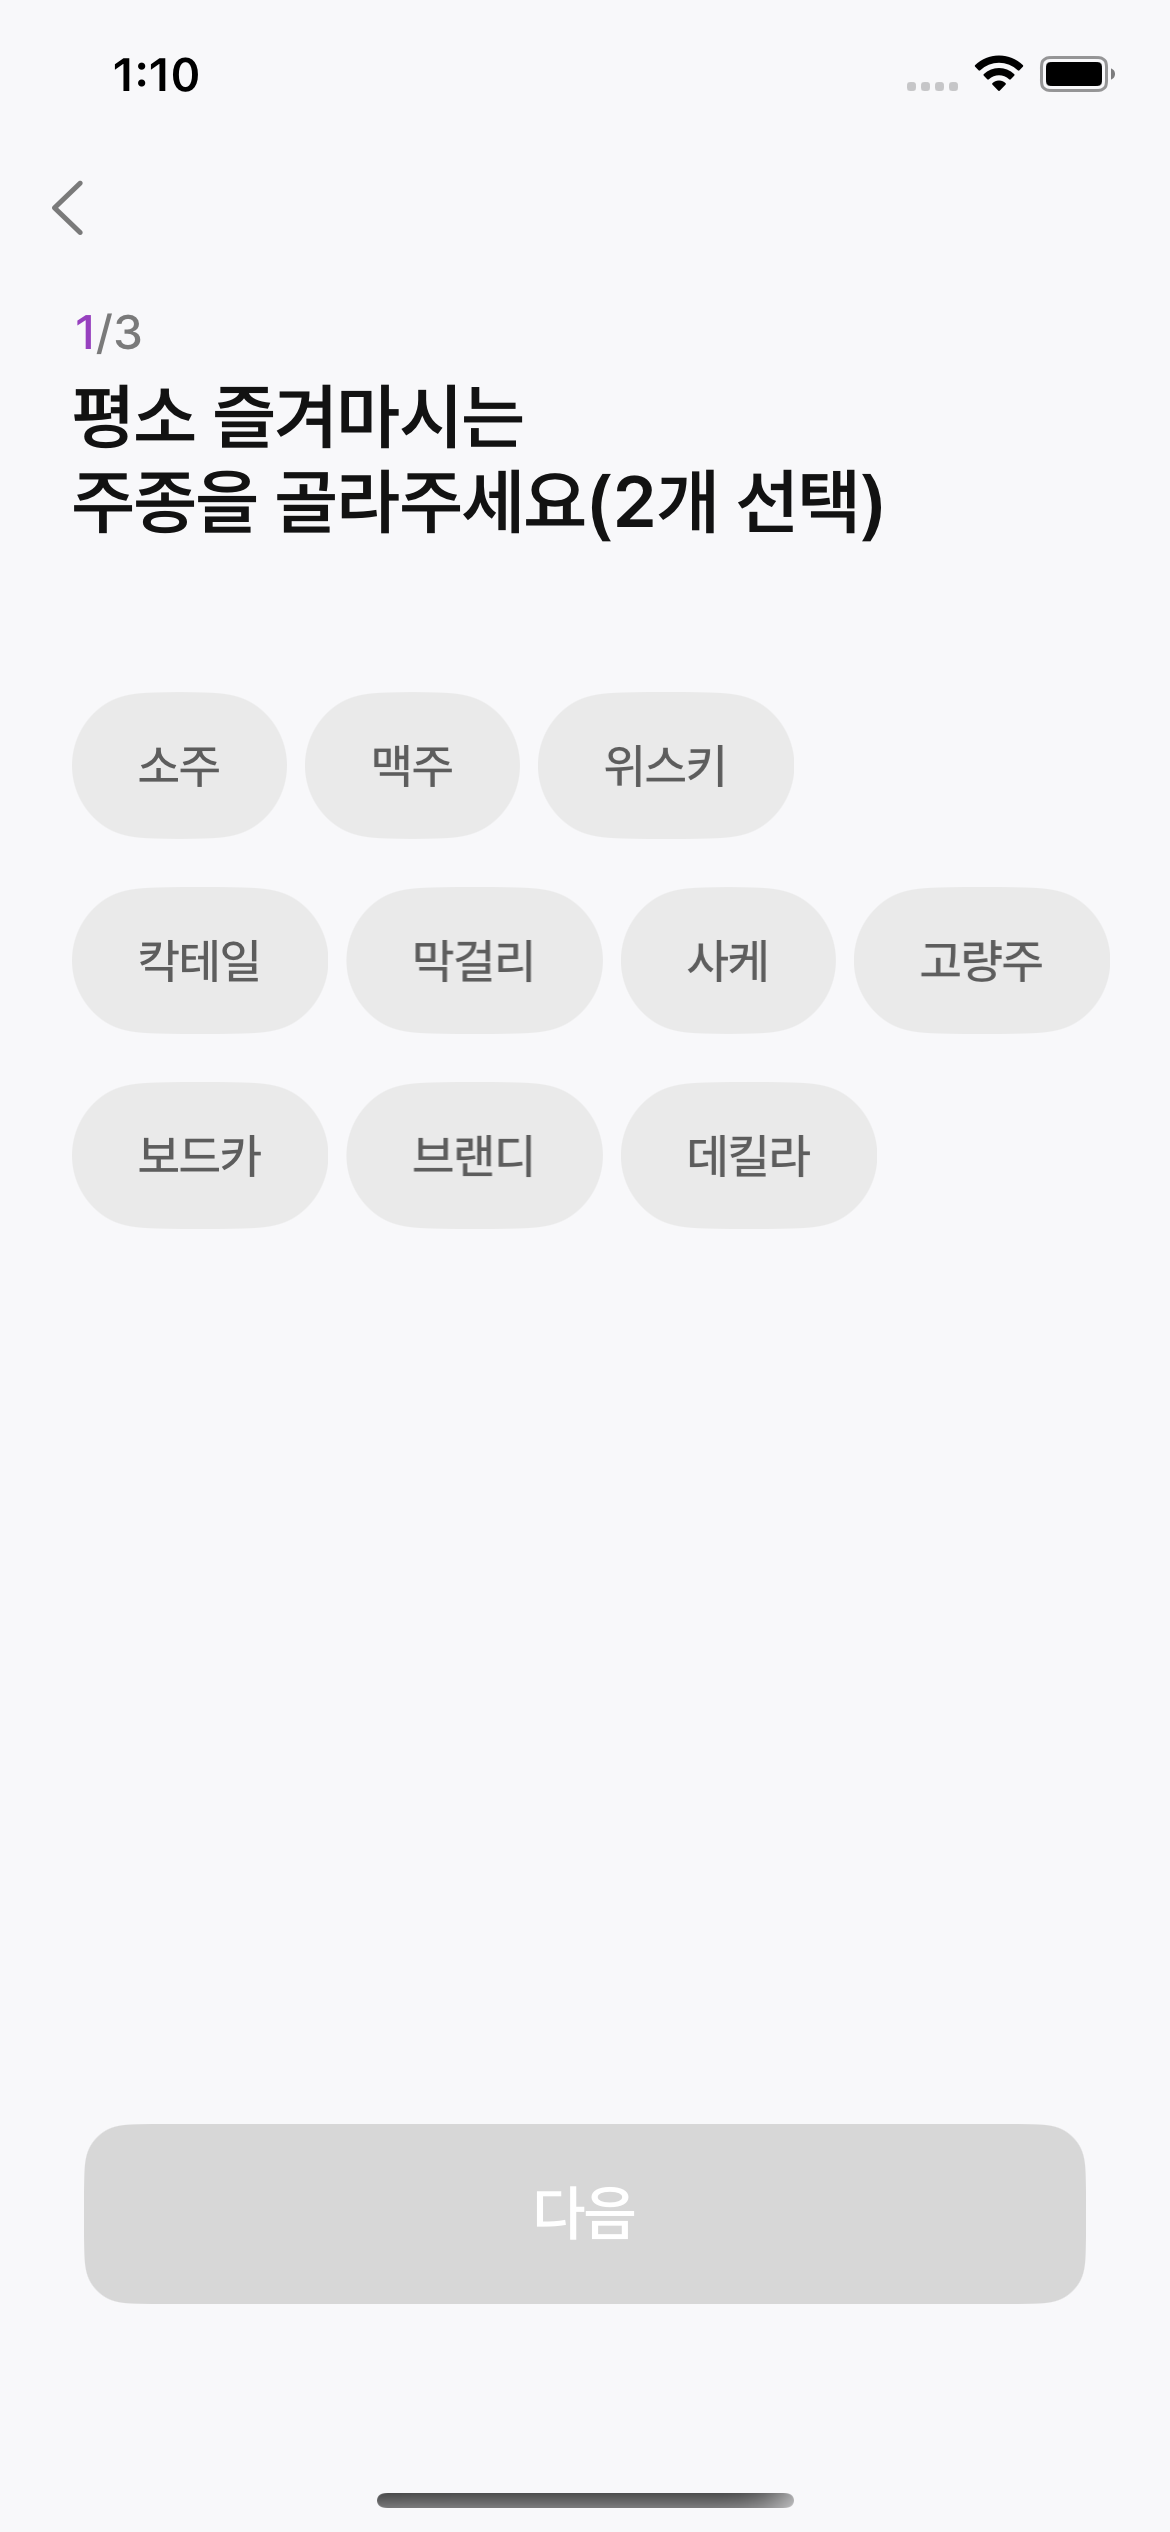 1:10
1/3
평소 즐겨마시는
주종을 골라주세요(2개 선택)
소주 맥주 위스키
칵테일 막걸리 사케 고량주
보드카 브랜디 데킬라
다음